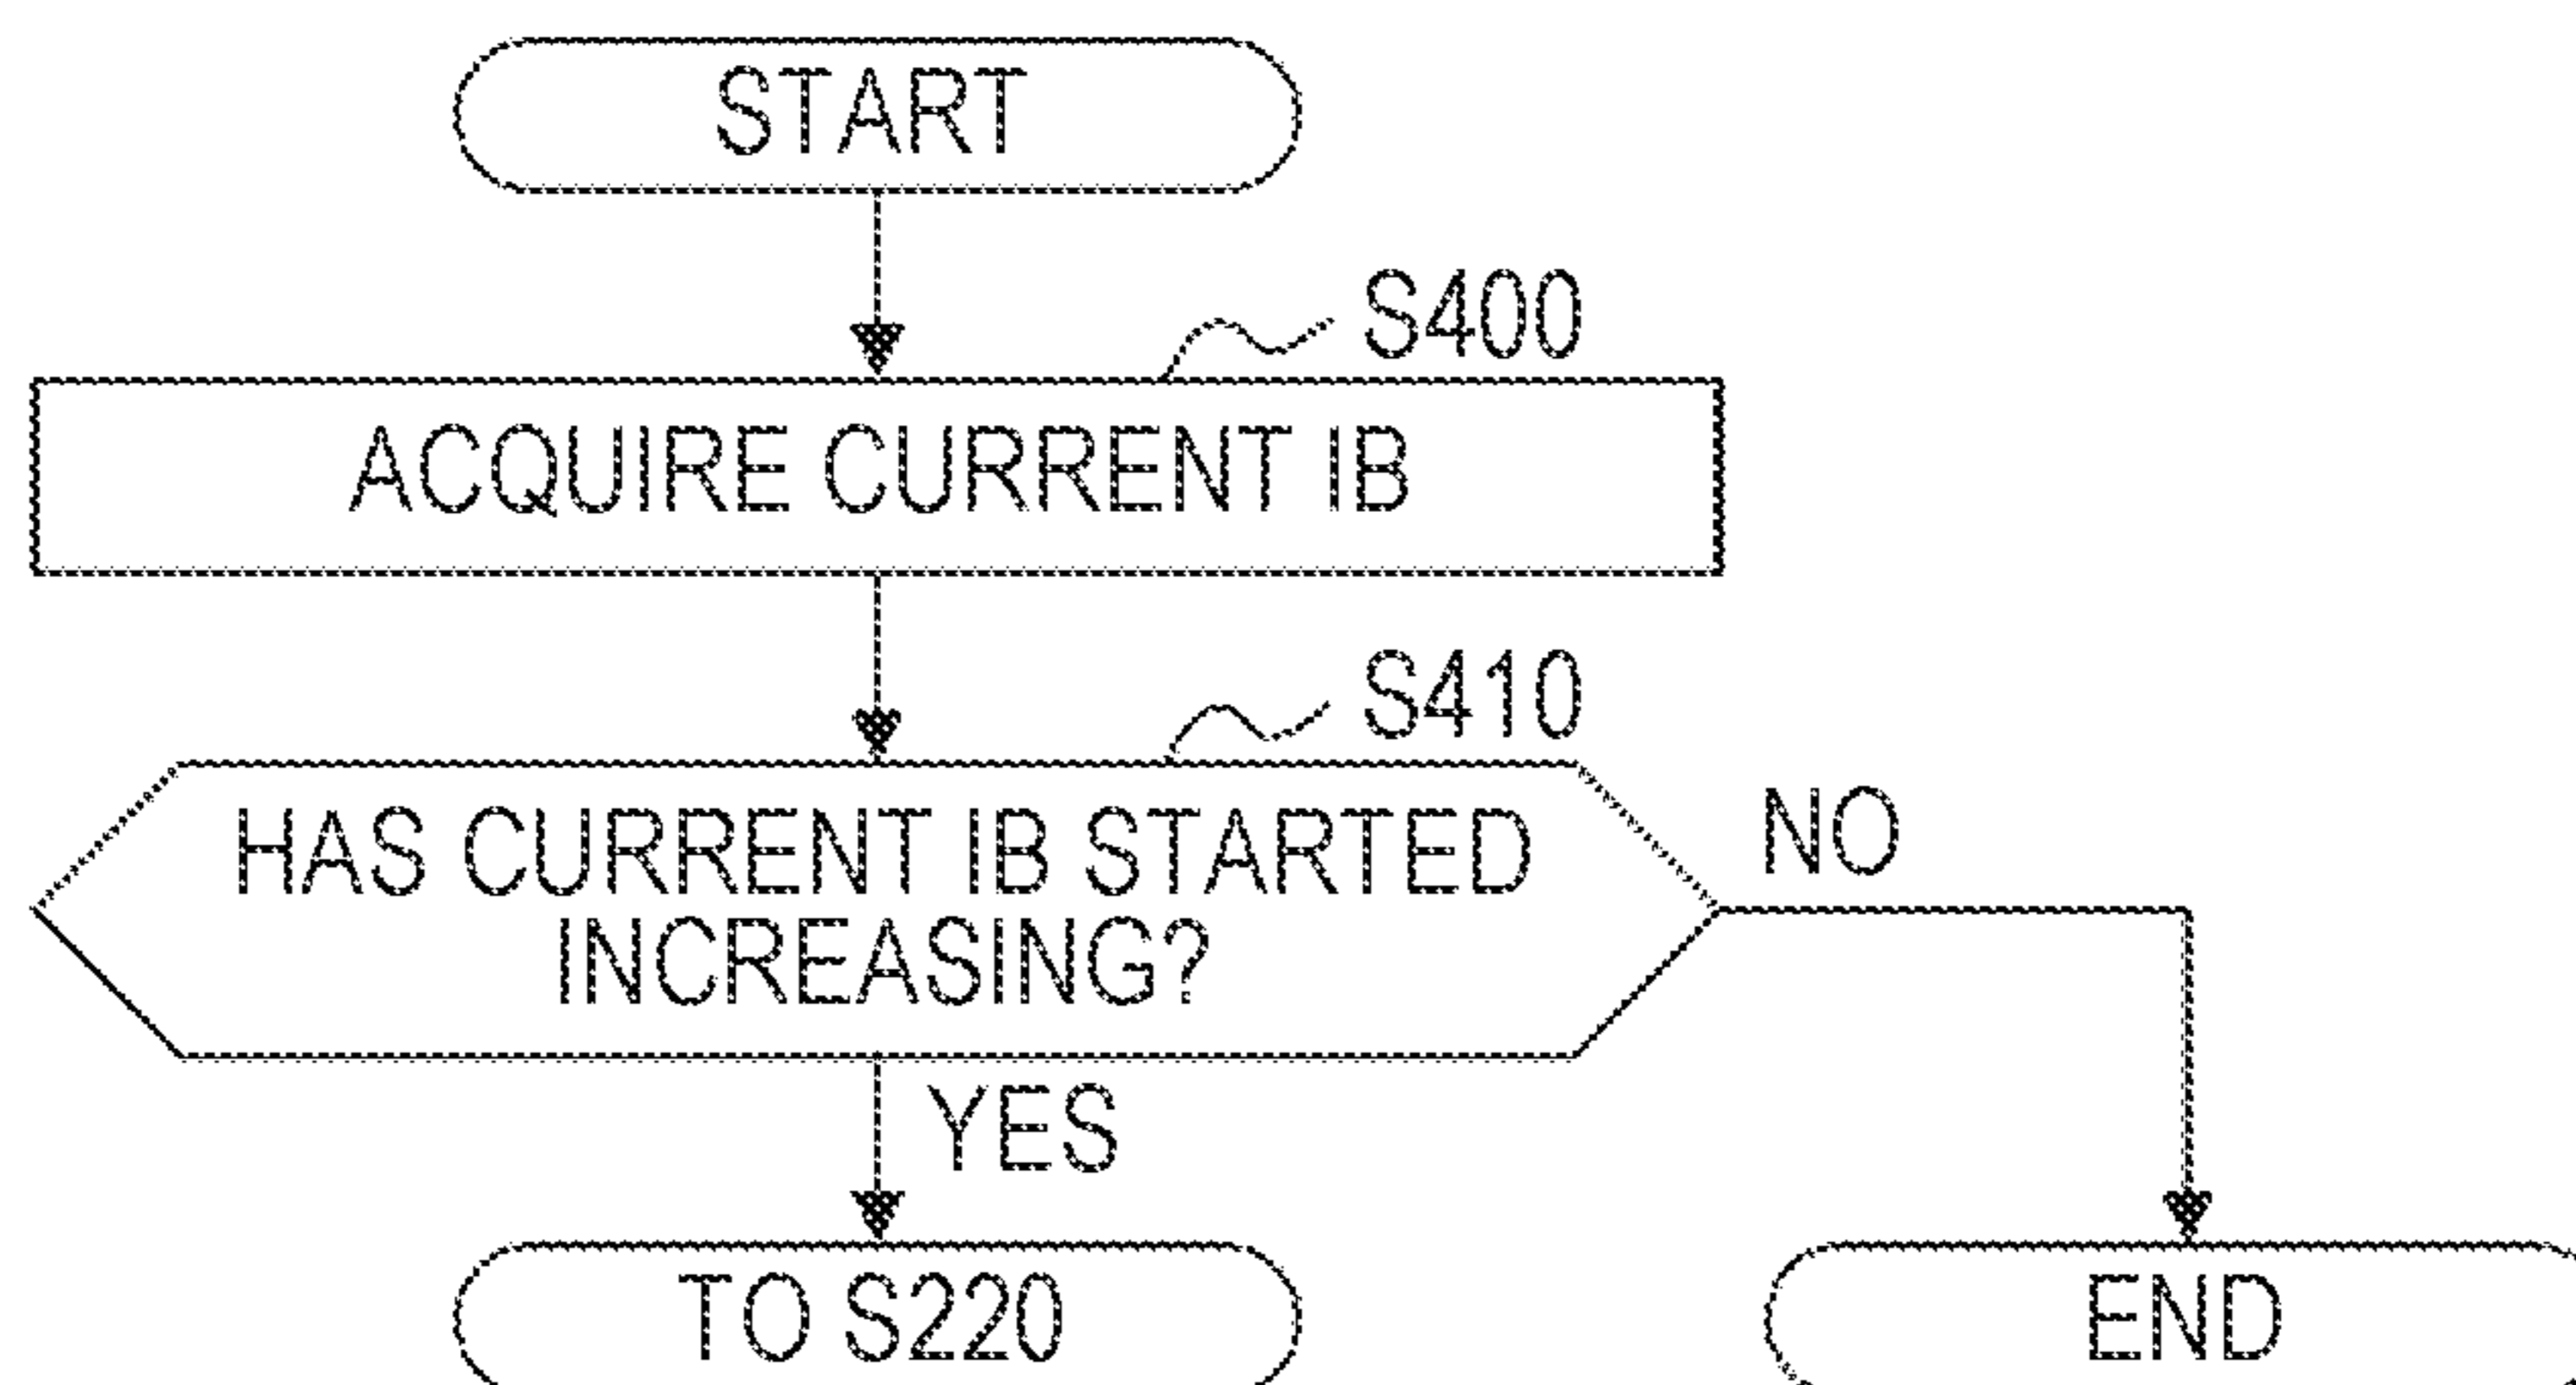 START
S400
ACQUIRE CURRENT IB
S410
HAS CURRENT IB STARTED
INCREASING?
NO
YES
TO S220
END